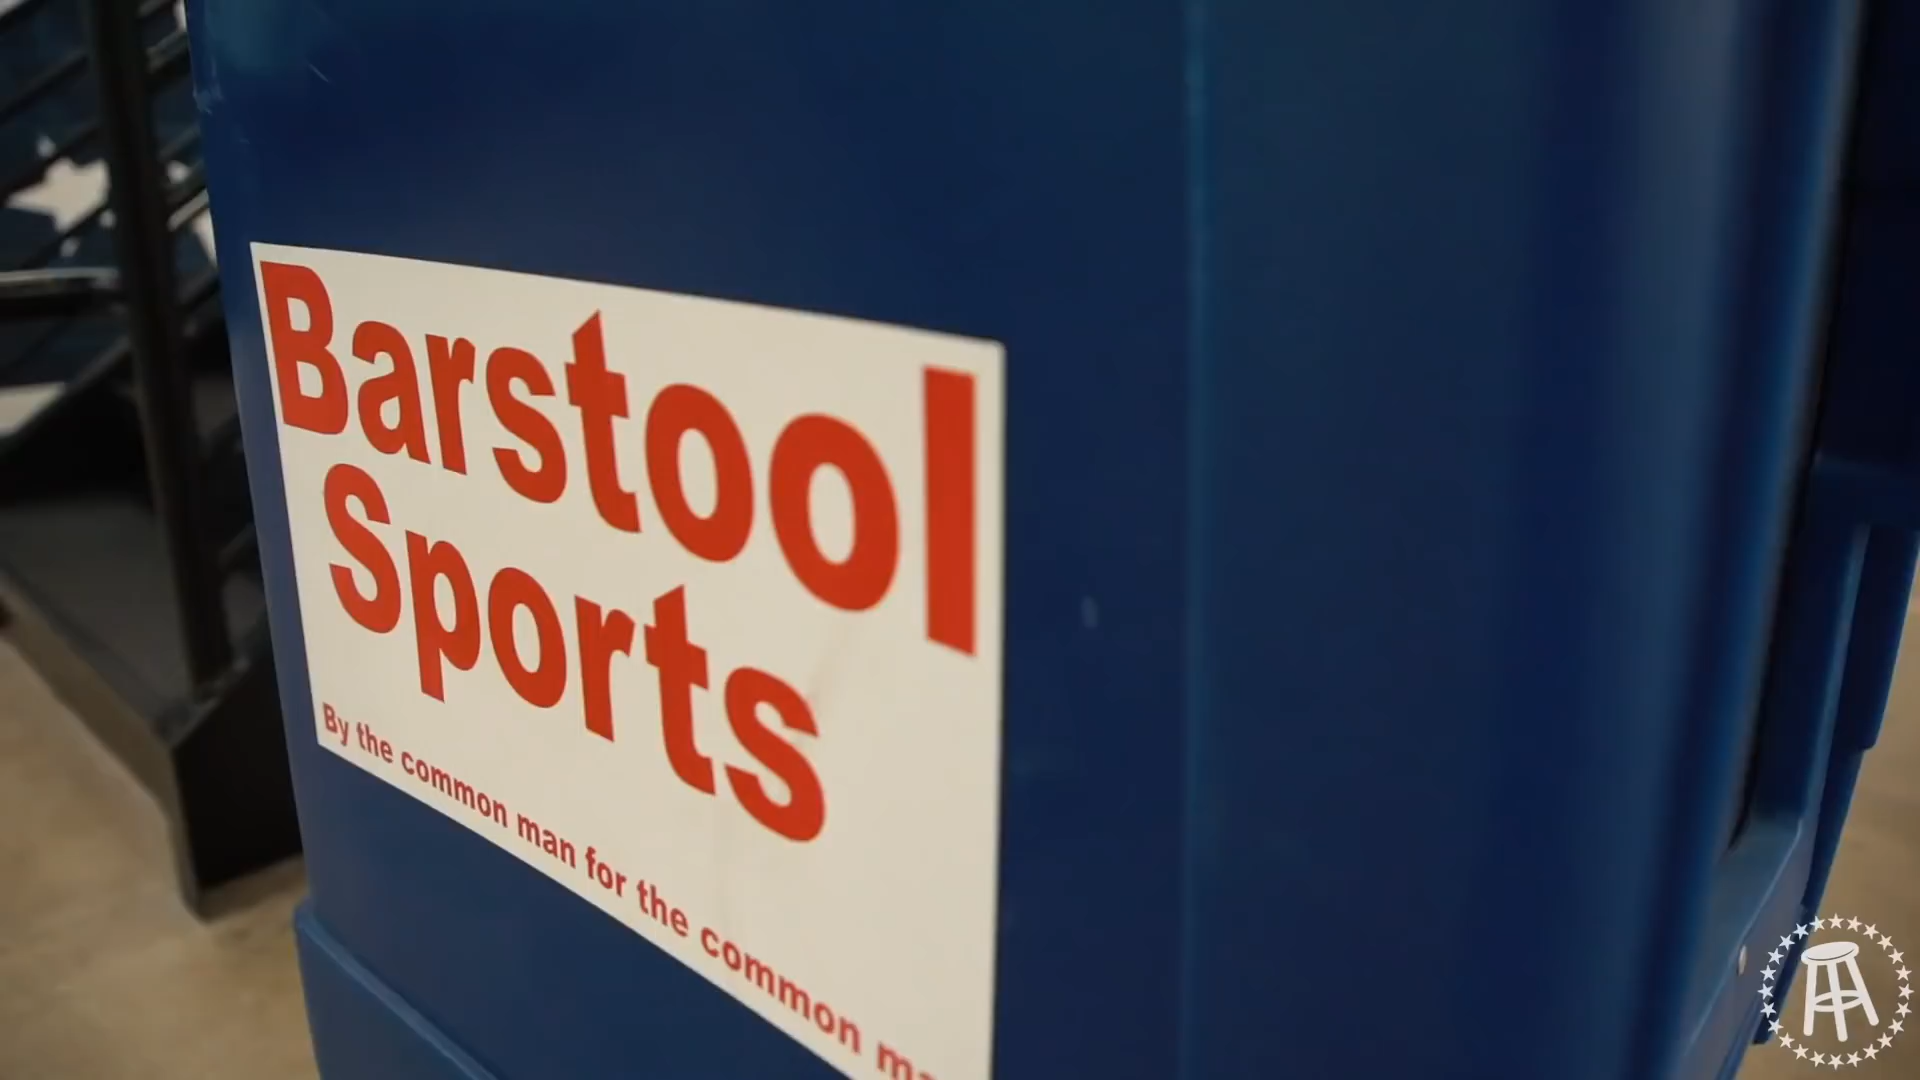 Barstool
Sports
By the common man for the common